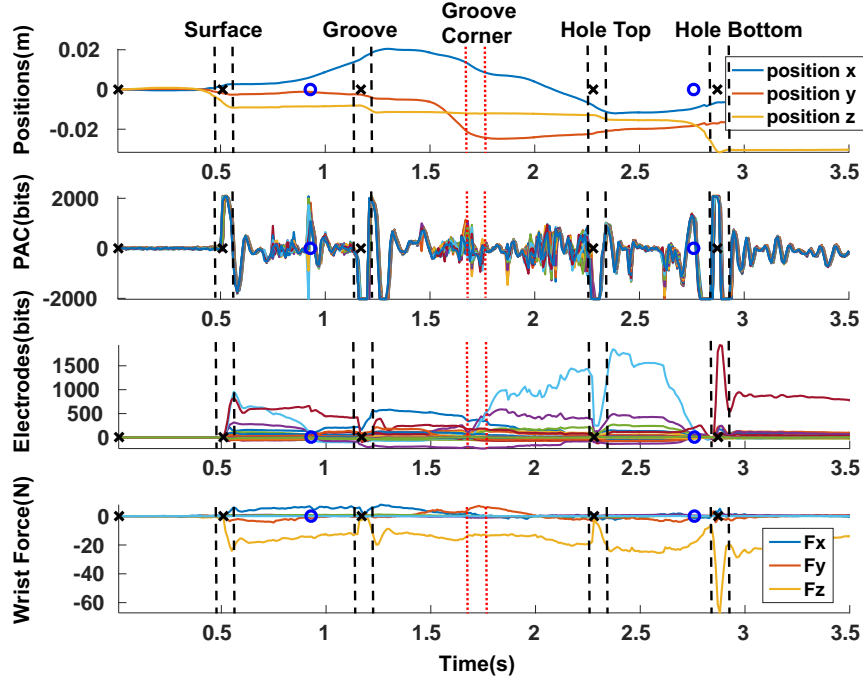 Surface Groove Groove Corner Hole Top Hole Bottom
Positions(m)
0.02
0
-0.02
position x
position y
position z
0.5 1 1.5 2 2.5 3 3.5
PAC(bits)
2000
0
-2000
0.5 1 1.5 2 2.5 3 3.5
Electrodes(bits)
1500
1000
500
0
0.5 1 1.5 2 2.5 3 3.5
Wrist Force(N)
0
-20
-40
-60
Fx
Fy
Fz
0.5 1 1.5 2 2.5 3 3.5
Time(s)